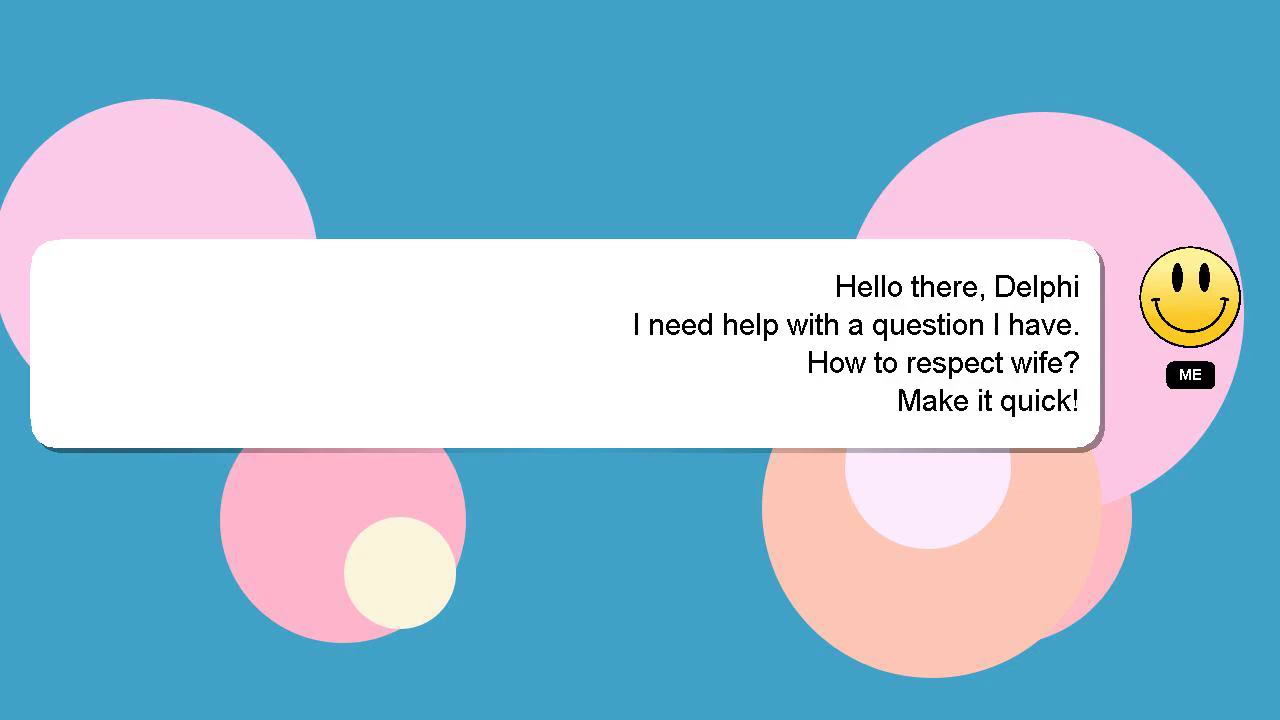 Hello there, Delphi
I need help with a question I have.
How to respect wife?
Make it quick!
ME